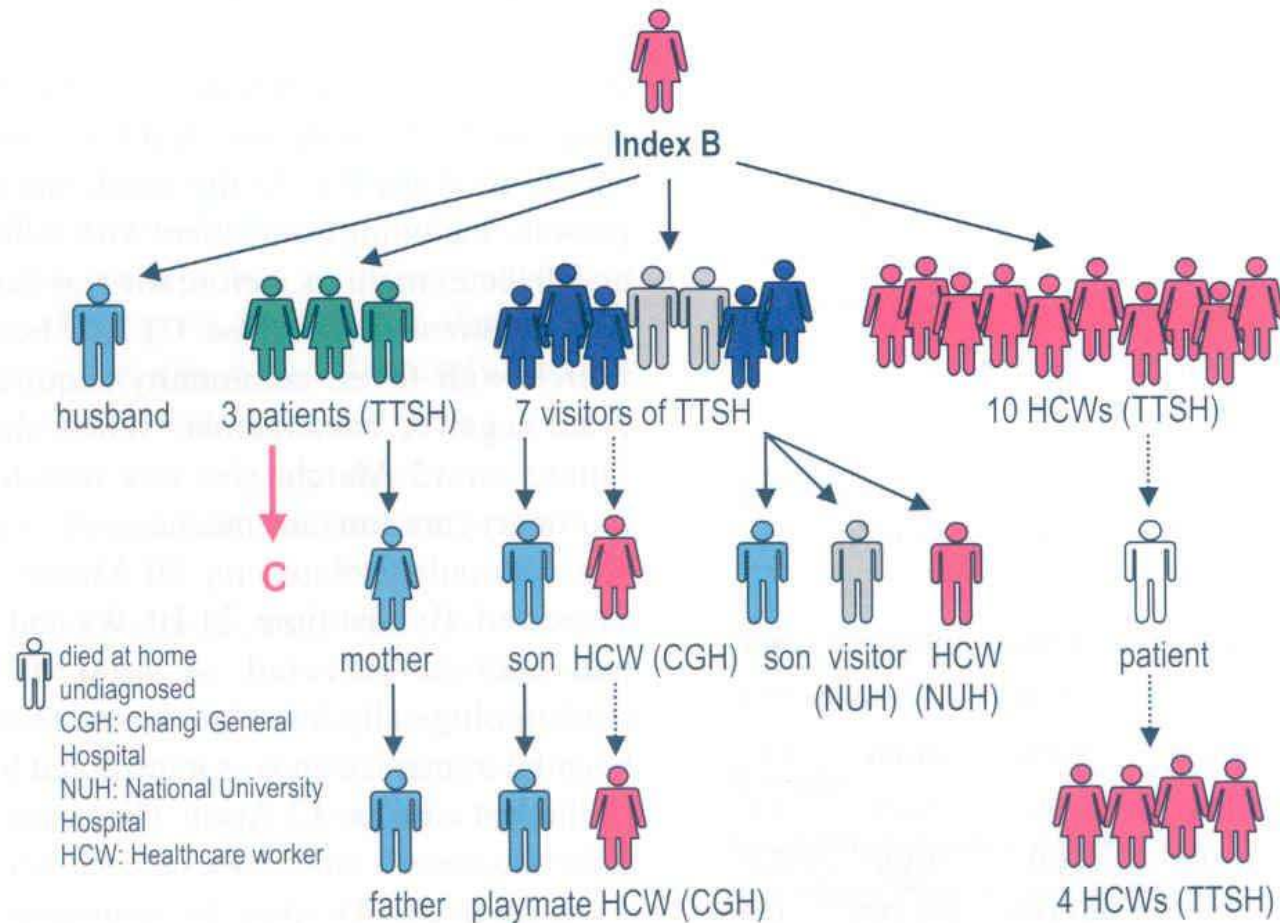 Index B
husband 3 patients (TTSH) 7 visitors of TTSH 10 HCWs (TTSH)
C
mother son HCW (CGH) son visitor HCW patient
(NUH) (NUH)
died at home
undiagnosed
CGH: Changi General
Hospital
NUH: National University
Hospital
HCW: Healthcare worker
father playmate HCW (CGH) 4 HCWs (TTSH)